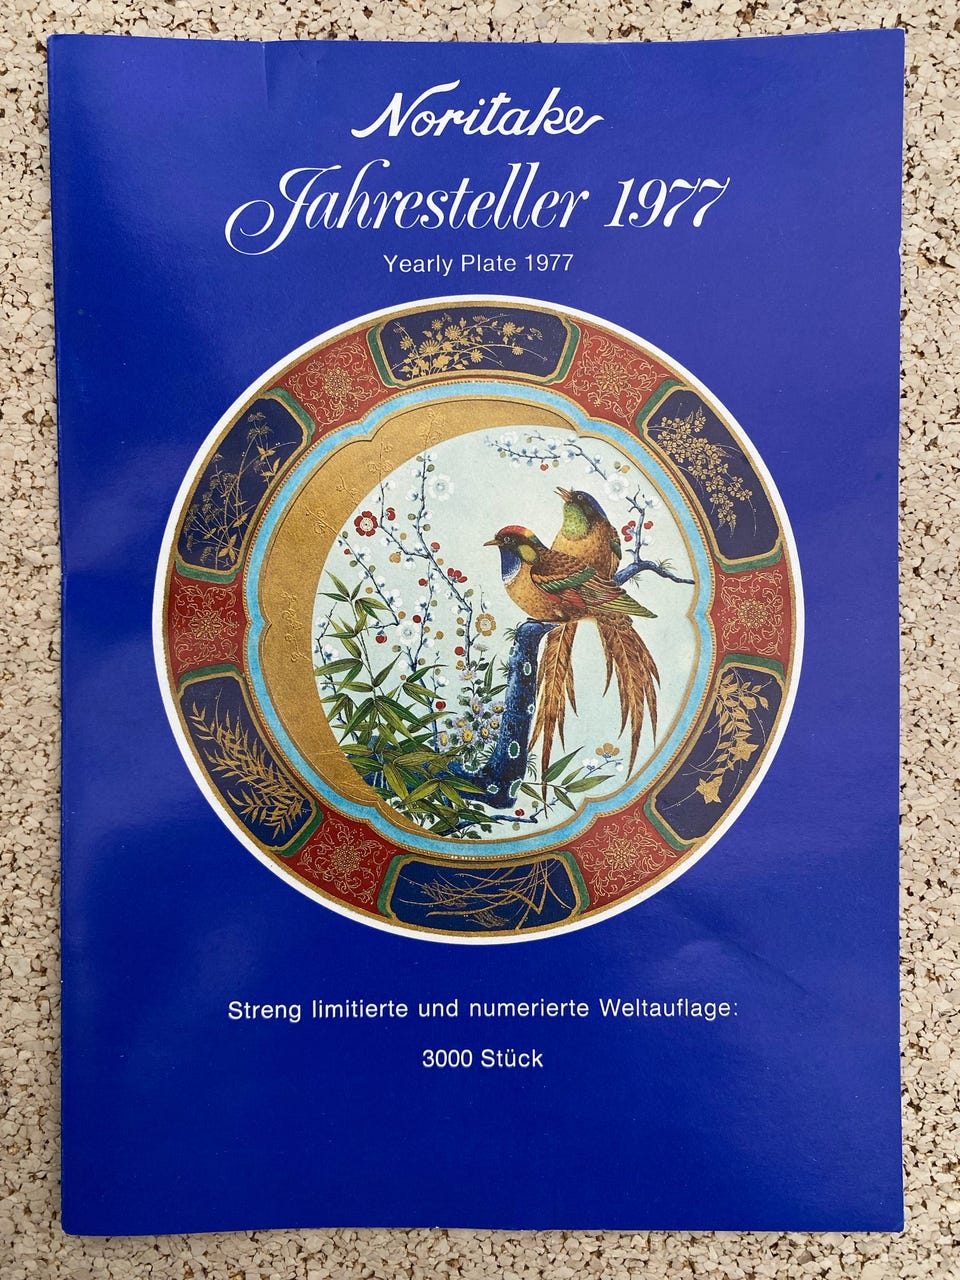 Noritake
Jahresteller 1977
Yearly Plate 1977
Streng limitierte und numerierte Weltauflage:
3000 Stück